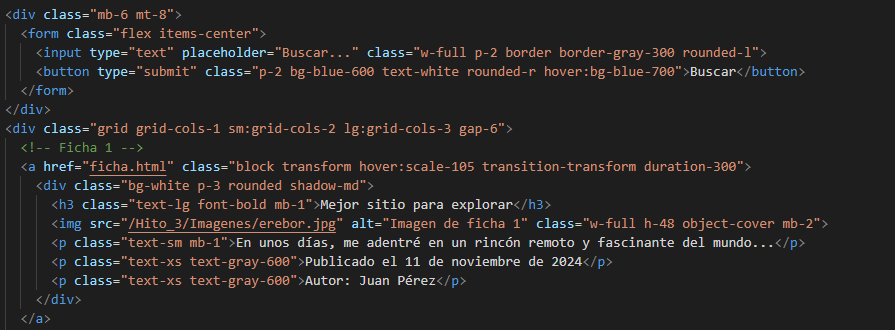 <div class="mb-6 mt-8">
<form class="flex items-center">
<input type="text" placeholder="Buscar..." class="w-full p-2 border border-gray-300 rounded-l">
<button type="submit" class="p-2 bg-blue-600 text-white rounded-r hover:bg-blue-700">Buscar</button>
</form>
</div>
<div class="grid grid-cols-1 sm:grid-cols-2 lg:grid-cols-3 gap-6">
<!-- Ficha 1 -->
<a href="ficha.html" class="block transform hover:scale-105 transition-transform duration-300">
<div class="bg-white p-3 rounded shadow-md">
<h3 class="text-lg font-bold mb-1">Mejor sitio para explorar</h3>
<img src="/Hito_3/Imagenes/erebor.jpg" alt="Imagen de ficha 1" class="w-full h-48 object-cover mb-2">
<p class="text-sm mb-1">En unos días, me adentré en un rincón remoto y fascinante del mundo...</p>
<p class="text-xs text-gray-600">Publicado el 11 de noviembre de 2024</p>
<p class="text-xs text-gray-600">Autor: Juan Pérez</p>
</div>
</a>